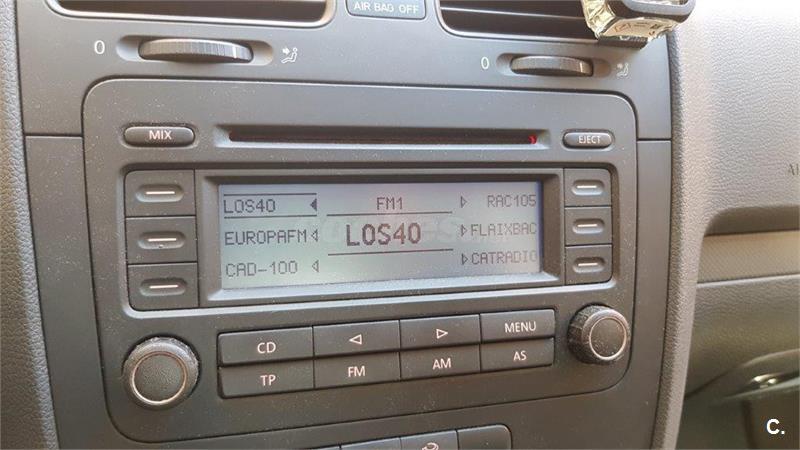 AIR BAG OFF
0
0
MIX
EJECT
LOS40
FM1
RAC105
EUROPAFM
LOS40
FLAIXBAC
CAD-100
CATRADIO
CD
MENU
TP
FM
AM
AS
C.